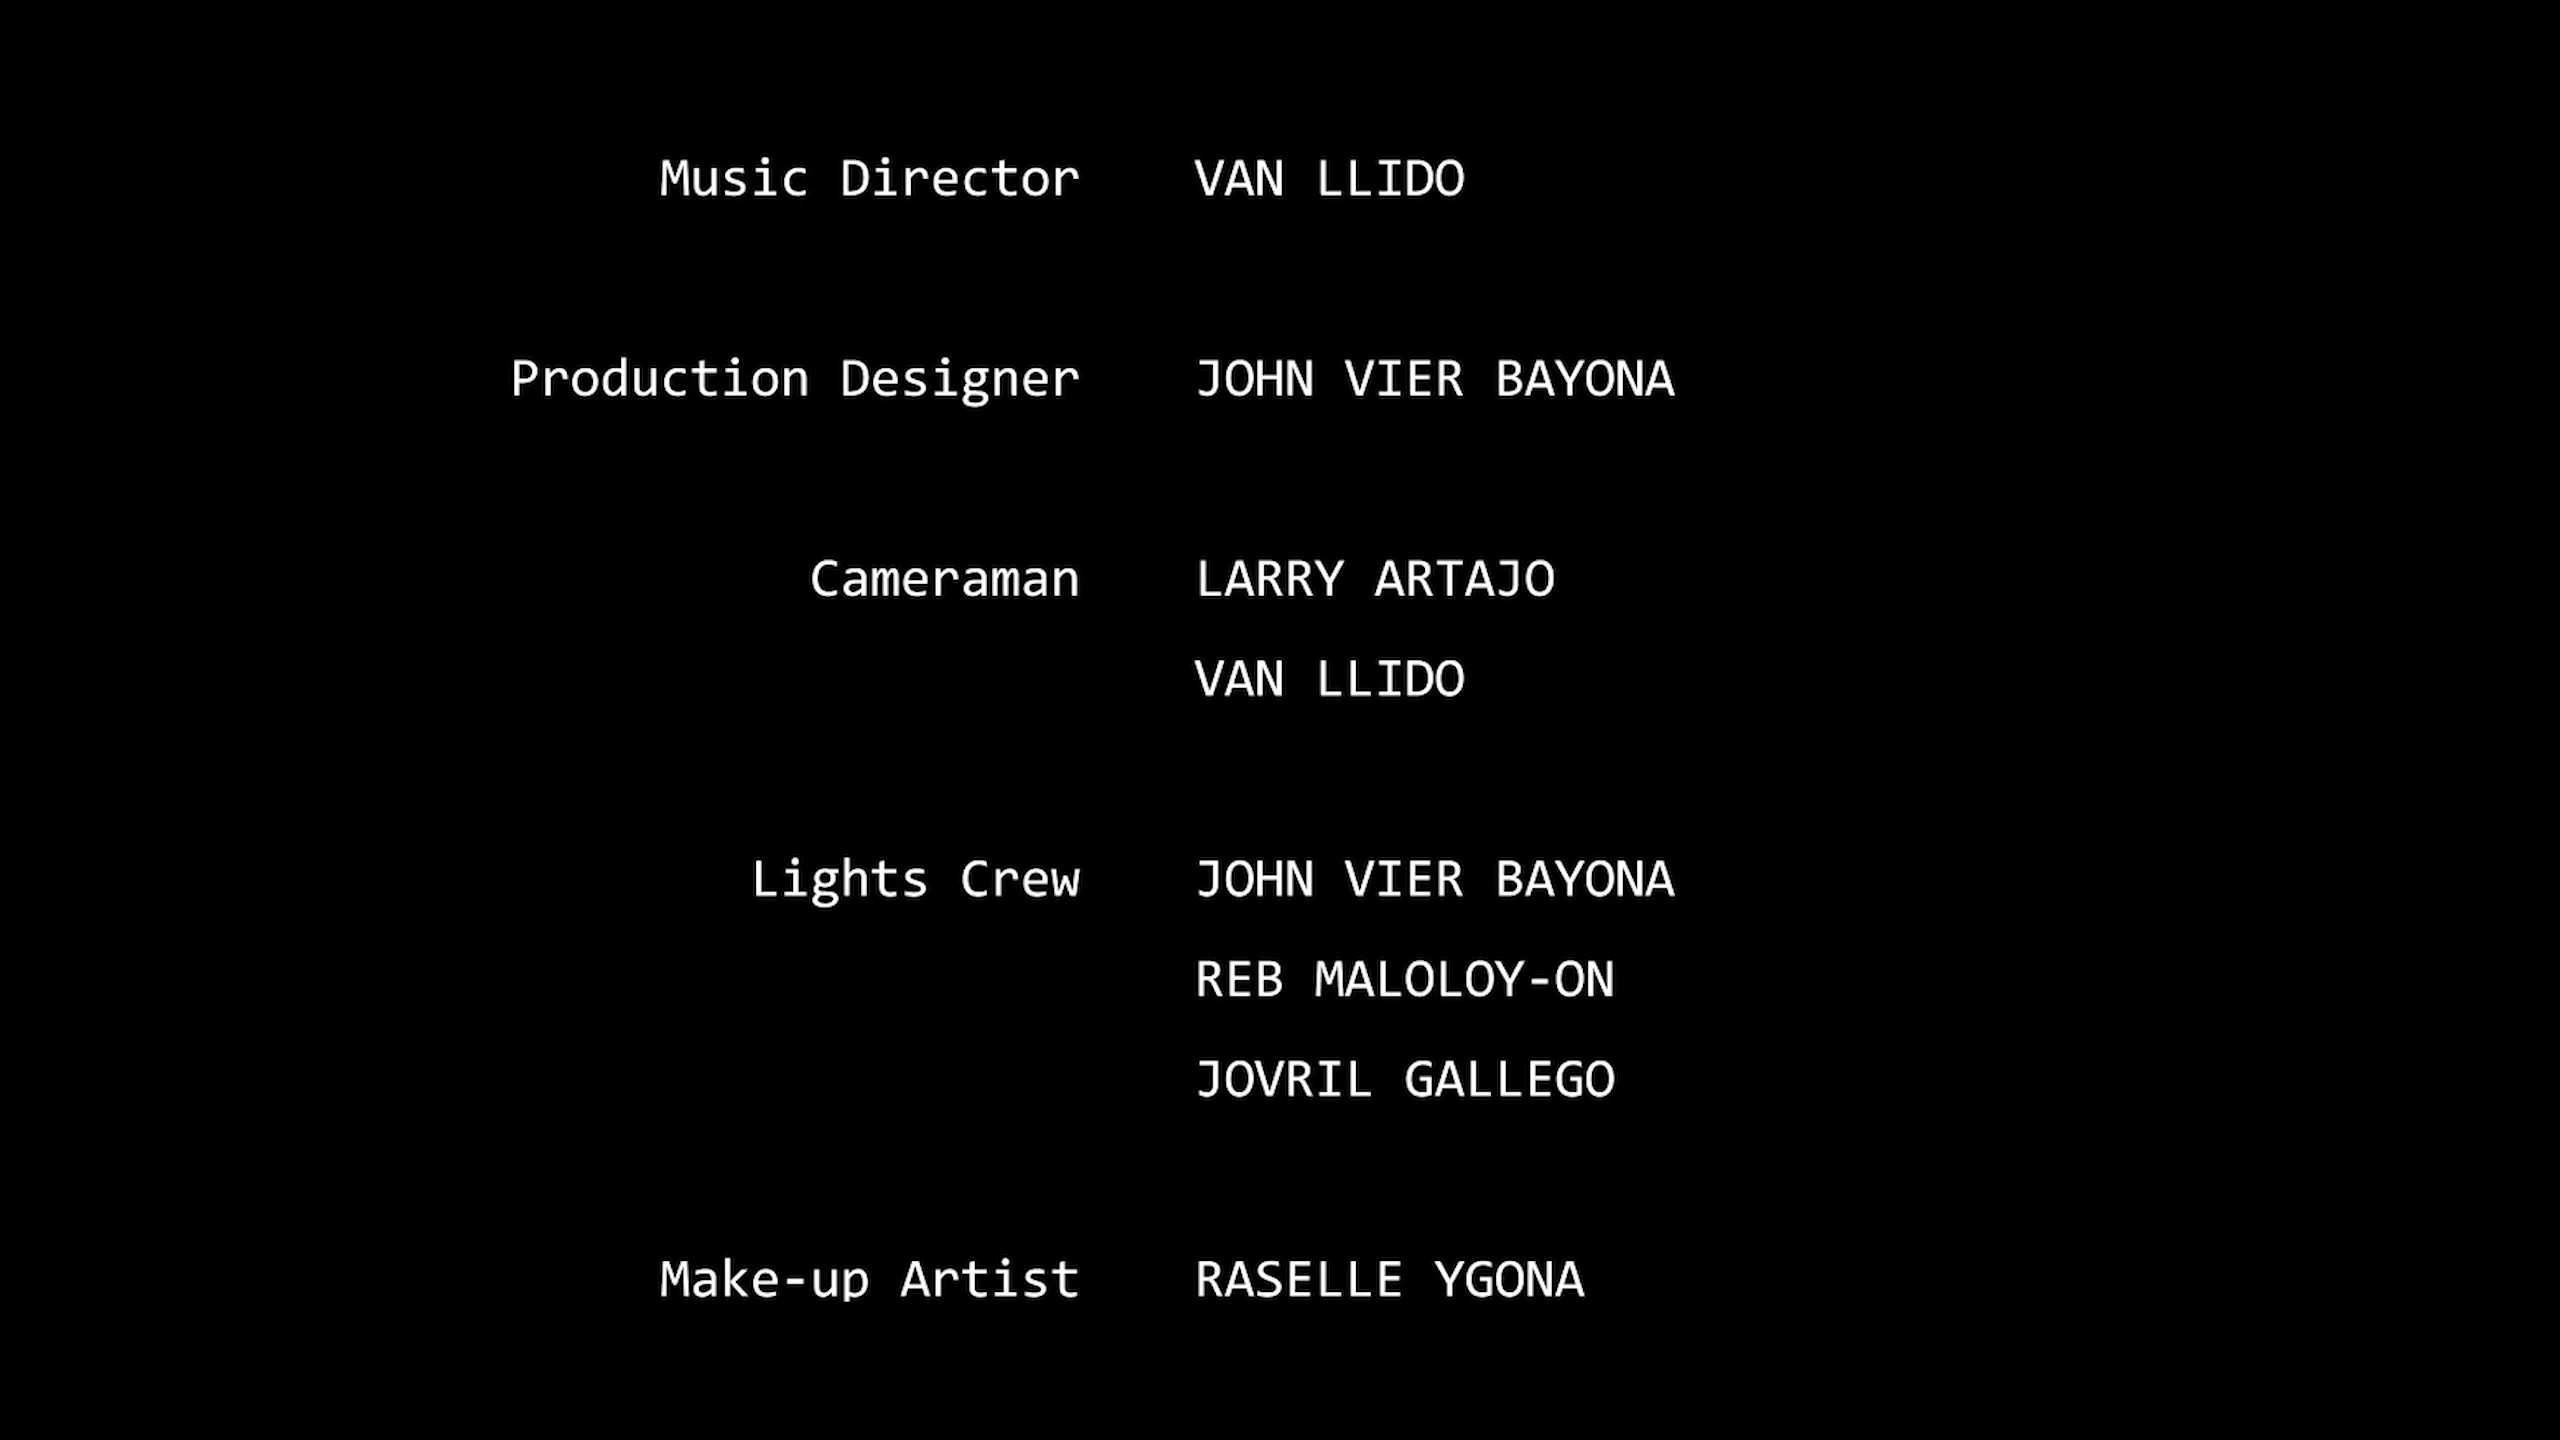 Music Director VAN LLIDO
Production Designer JOHN VIER BAYONA
Cameraman LARRY ARTAJO
VAN LLIDO
Lights Crew JOHN VIER BAYONA
REB MALOLOY-ON
JOVRIL GALLEGO
Make-up Artist RASELLE YGONA